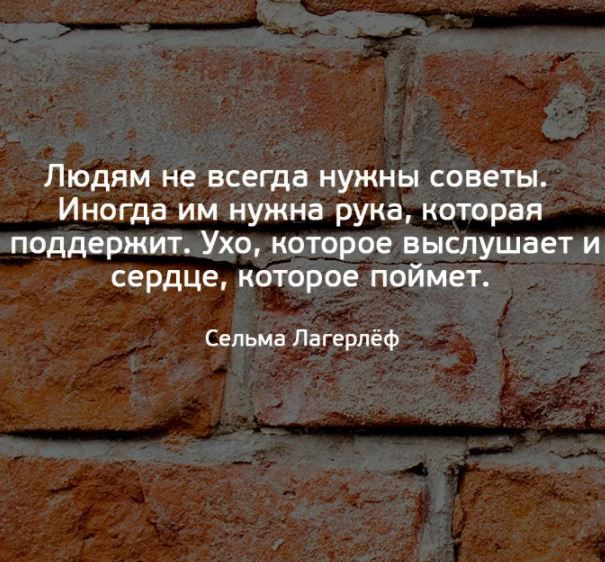 Людям не всегда нужны советы.
Иногда им нужна рука, которая
поддержит. Ухо, которое выслушает и
сердце, которое поймет.
Сельма Лагерлёф